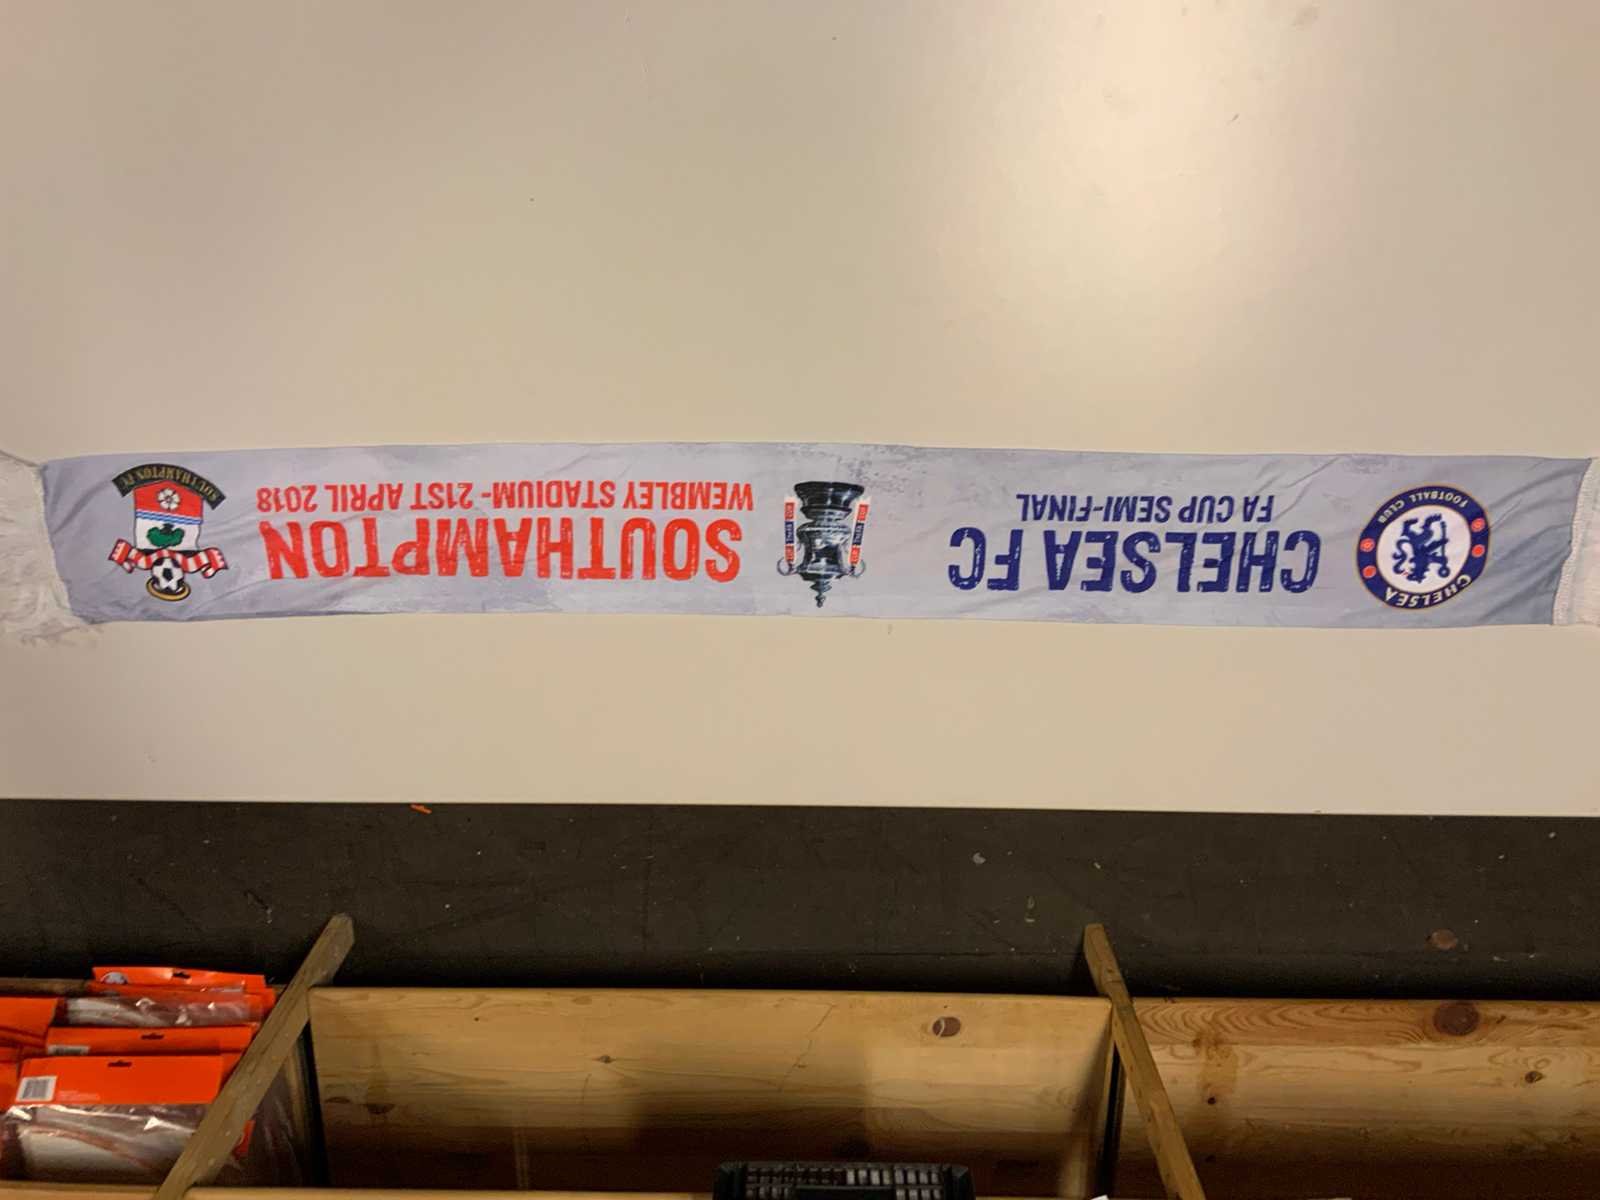 CHELSEA
FOOTBALL CLUB
CHELSEA FC
FA CUP SEMI-FINAL
SOUTHAMPTON
WEMBLEY STADIUM- 21ST APRIL 2018
SOUTHAMPTON FC